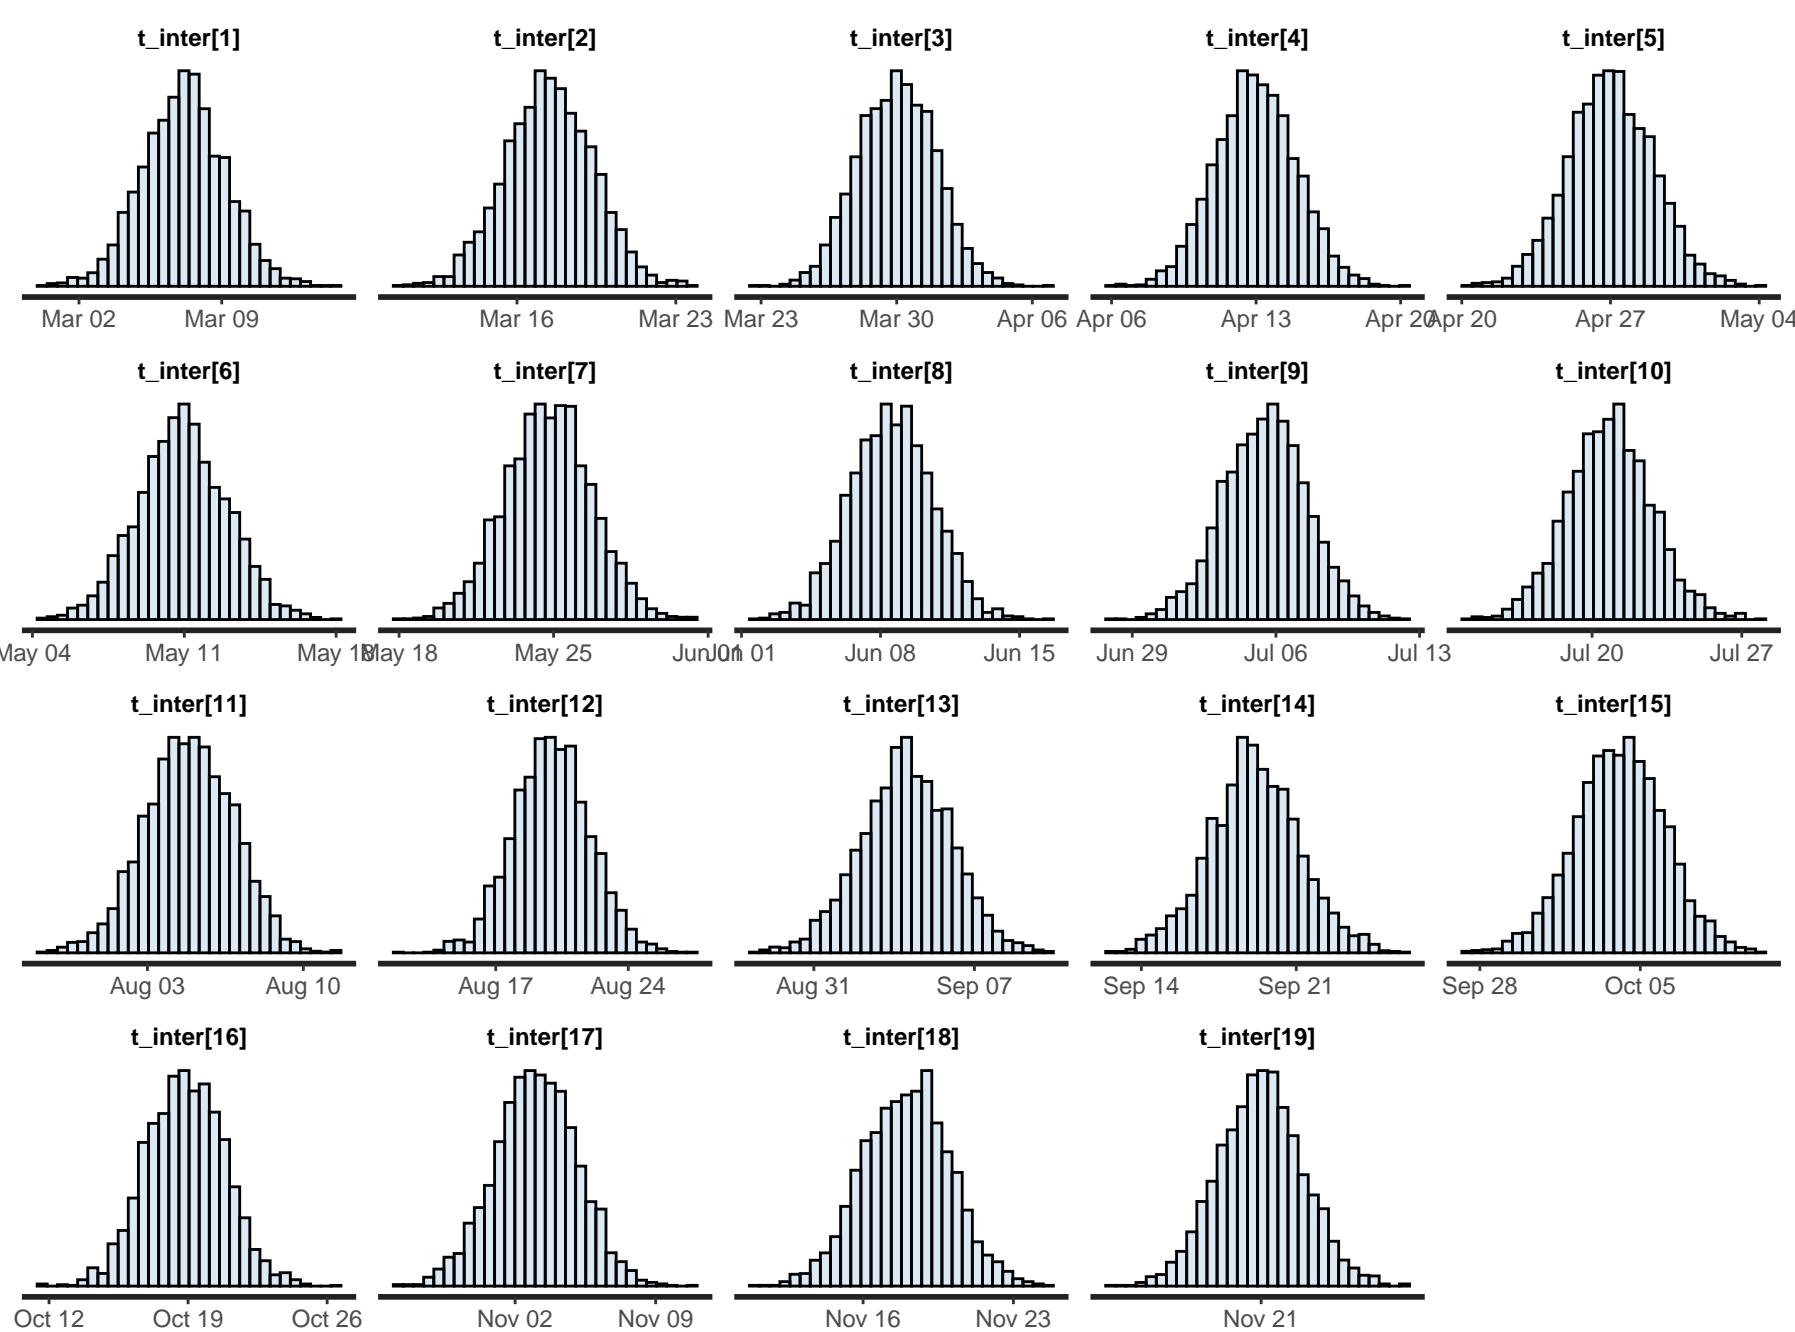 t_inter[1] t_inter[2] t_inter[3] t_inter[4] t_inter[5]
Mar 02 Mar 09 Mar 16 Mar 23 Mar 23 Mar 30 Apr 06 Apr 06 Apr 13 Apr 20 Apr 20 Apr 27 May 04
t_inter[6] t_inter[7] t_inter[8] t_inter[9] t_inter[10]
May 04 May 11 May 18 May 18 May 25 Jun 01 Jun 01 Jun 08 Jun 15 Jun 29 Jul 06 Jul 13 Jul 20 Jul 27
t_inter[11] t_inter[12] t_inter[13] t_inter[14] t_inter[15]
Aug 03 Aug 10 Aug 17 Aug 24 Aug 31 Sep 07 Sep 14 Sep 21 Sep 28 Oct 05
t_inter[16] t_inter[17] t_inter[18] t_inter[19]
Oct 12 Oct 19 Oct 26 Nov 02 Nov 09 Nov 16 Nov 23 Nov 21